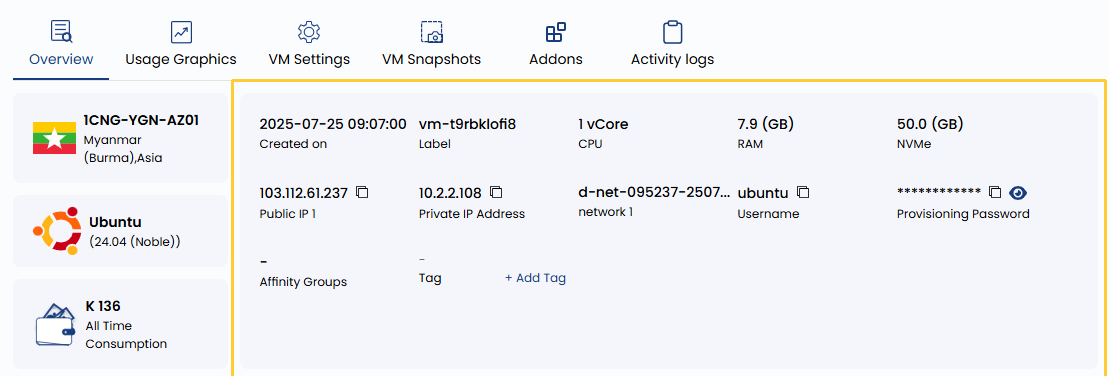 Overview
Usage Graphics
VM Settings
VM Snapshots
Addons
Activity logs
1CNG-YGN-AZ01
Myanmar
(Burma),Asia
Ubuntu
(24.04 (Noble))
K 136
All Time
Consumption
2025-07-25 09:07:00
Created on
vm-t9rbklofi8
Label
1 vCore
CPU
7.9 (GB)
RAM
50.0 (GB)
NVMe
103.112.61.237
Public IP 1
10.2.2.108
Private IP Address
d-net-095237-2507...
network 1
ubuntu
Username
************
Provisioning Password
-
Affinity Groups
-
Tag
+ Add Tag